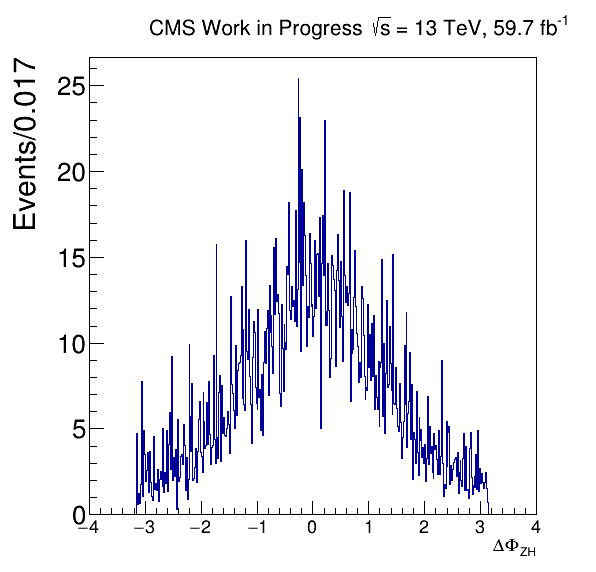 CMS Work in Progress √s = 13 TeV, 59.7 fb⁻¹
Events/0.017
25
20
15
10
5
0
−4 −3 −2 −1 0 1 2 3 4
ΔΦ_ZH